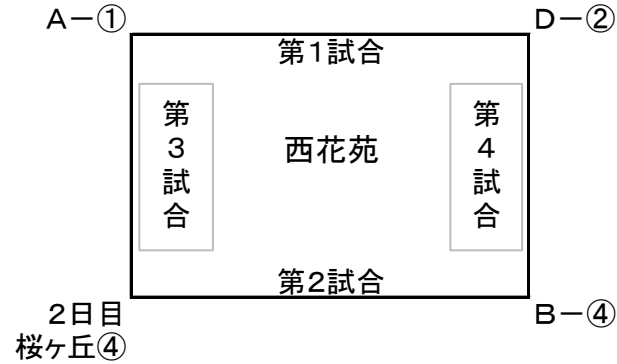 A－① D－②
第１試合
第３試合 西花苑 第４試合
第２試合
２日目 B－④
桜ヶ丘④